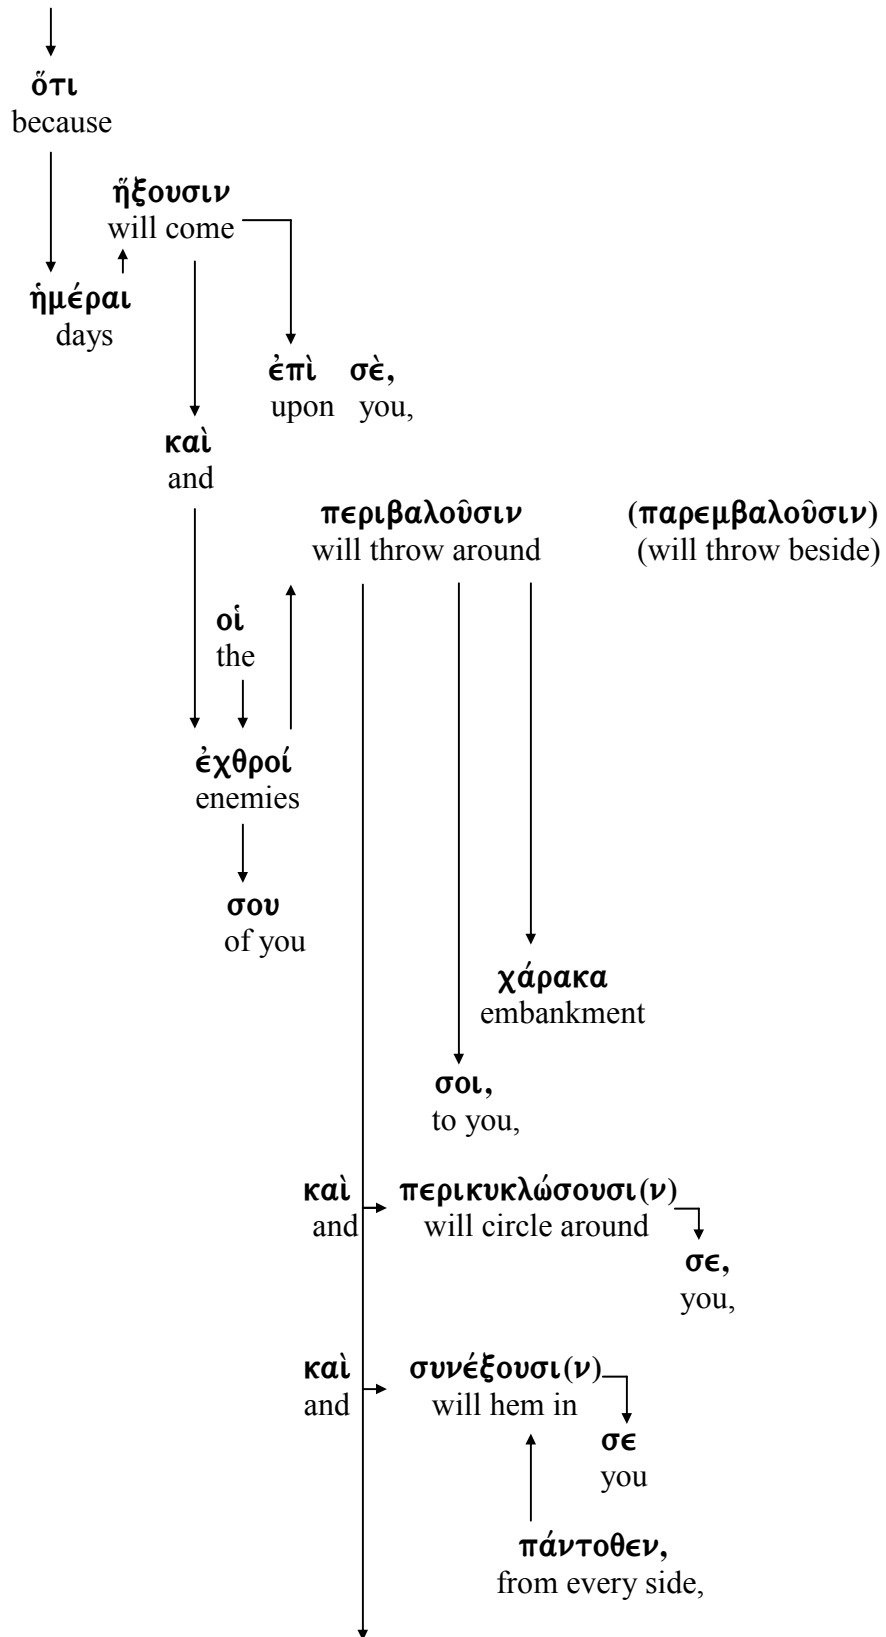 ὅτι
because
ἥξουσιν
will come
ἡμέραι
days
ἐπὶ σὲ,
upon you,
καὶ
and
περιβαλοῦσιν (παρεμβαλοῦσιν)
will throw around (will throw beside)
οἱ
the
ἐχθροί
enemies
σου
of you
χάρακα
embankment
σοι,
to you,
καὶ περικυκλώσουσι(ν)
and will circle around
σε,
you,
καὶ συνέξουσι(ν)
and will hem in
σε
you
πάντοθεν,
from every side,